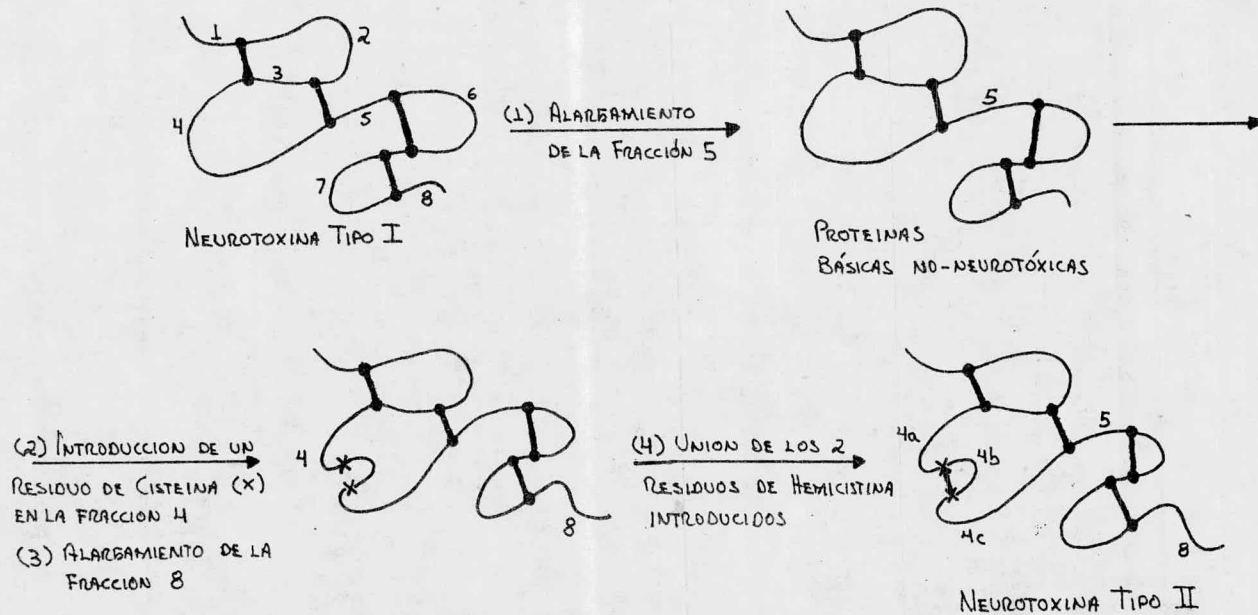 1
2
3
4
5
6
7
8
NEUROTOXINA TIPO I
(1) ALARGAMIENTO
DE LA FRACCIÓN 5
5
PROTEINAS
BÁSICAS NO-NEUROTÓXICAS
(2) INTRODUCCION DE UN
RESIDUO DE CISTEINA (X)
EN LA FRACCION 4
(3) ALARGAMIENTO DE LA
FRACCION 8
4
8
(4) UNION DE LOS 2
RESIDUOS DE HEMICISTINA
INTRODUCIDOS
4a
4b
4c
5
8
NEUROTOXINA TIPO II